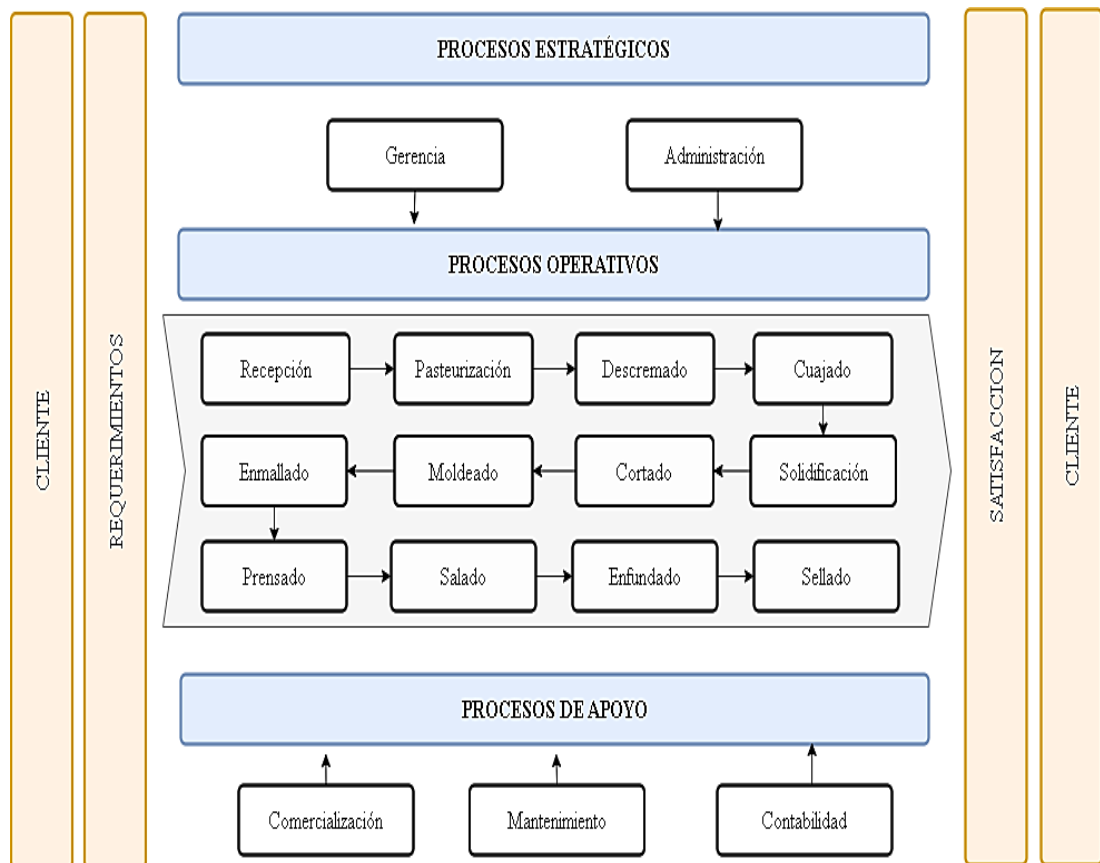 CLIENTE
REQUERIMIENTOS
PROCESOS ESTRATÉGICOS
Gerencia
Administración
PROCESOS OPERATIVOS
Recepción
Pasteurización
Descremado
Cuajado
Enmallado
Moldeado
Cortado
Solidificación
Prensado
Salado
Enfundado
Sellado
PROCESOS DE APOYO
Comercialización
Mantenimiento
Contabilidad
SATISFACCION
CLIENTE